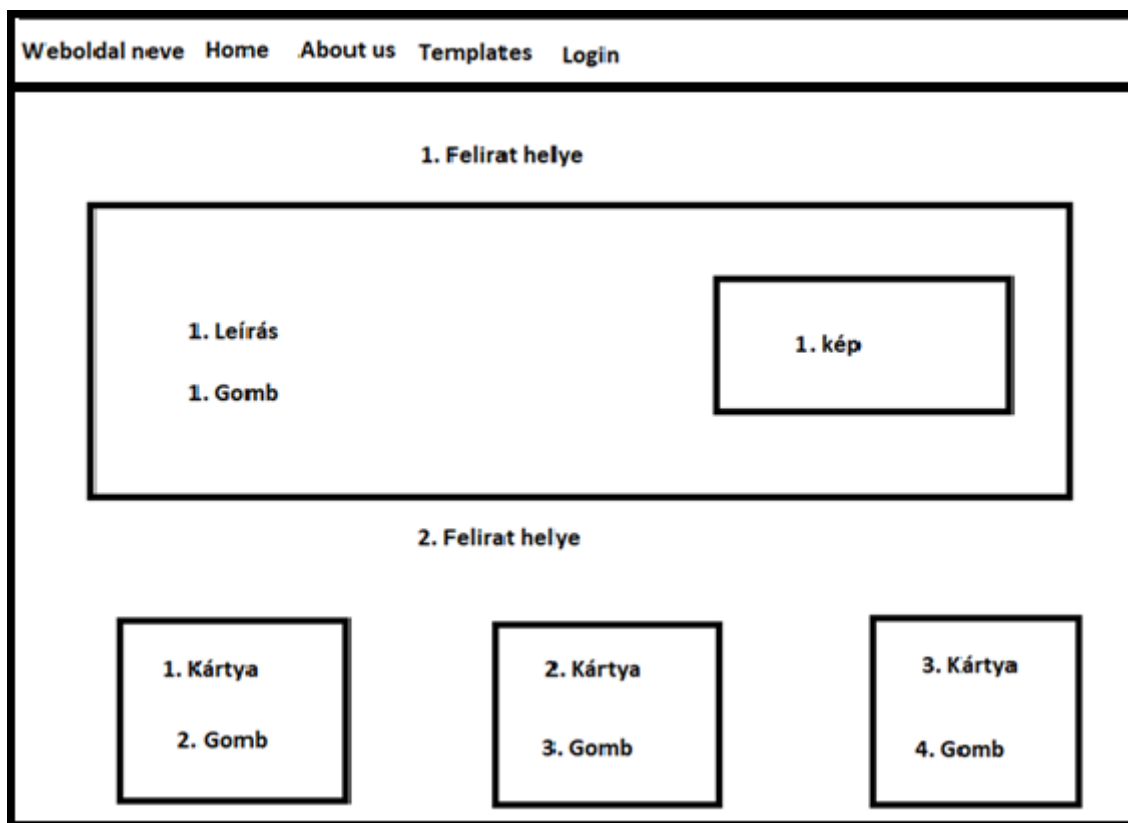 Weboldal neve Home About us Templates Login
1. Felirat helye
1. Leírás
1. kép
1. Gomb
2. Felirat helye
1. Kártya
2. Gomb
2. Kártya
3. Gomb
3. Kártya
4. Gomb